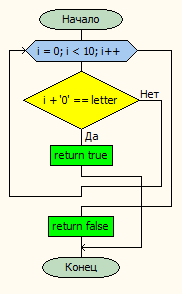 Начало
i = 0; i < 10; i++
i + '0' == letter
Нет
Да
return true
return false
Конец